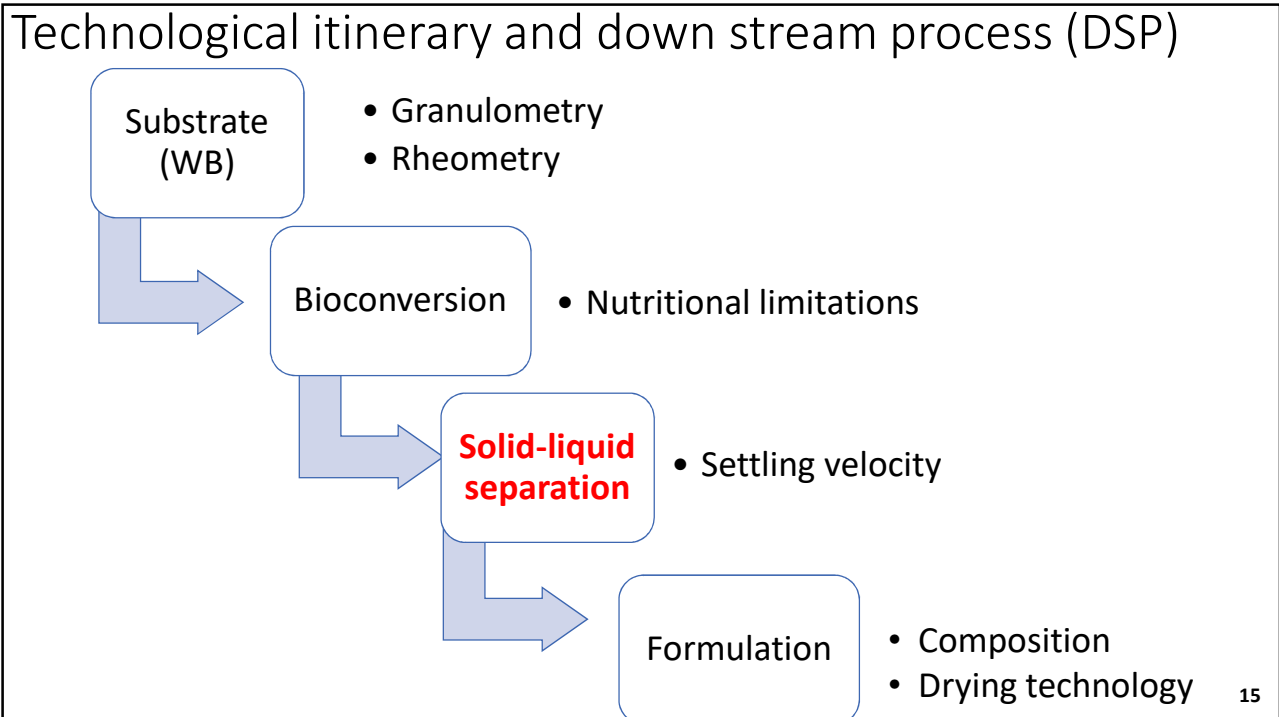 Technological itinerary and down stream process (DSP)
Substrate
(WB)
• Granulometry
• Rheometry
Bioconversion
• Nutritional limitations
Solid-liquid
separation
• Settling velocity
Formulation
• Composition
• Drying technology
15